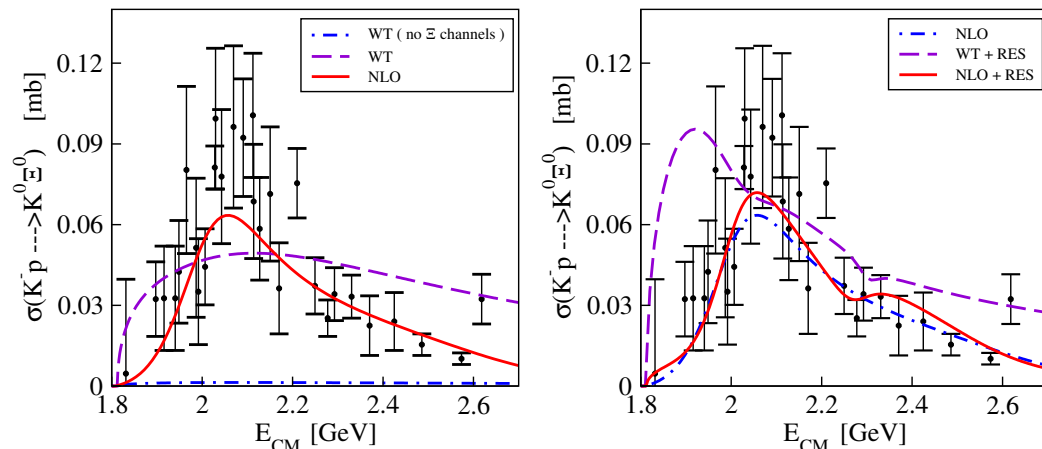 σ(K⁻p --->K⁰Ξ⁰) [mb]
0.12
0.09
0.06
0.03
0
WT ( no Ξ channels )
WT
NLO
1.8 2 2.2 2.4 2.6
E_CM [GeV]
σ(K⁻p --->K⁰Ξ⁰) [mb]
0.12
0.09
0.06
0.03
0
NLO
WT + RES
NLO + RES
1.8 2 2.2 2.4 2.6
E_CM [GeV]